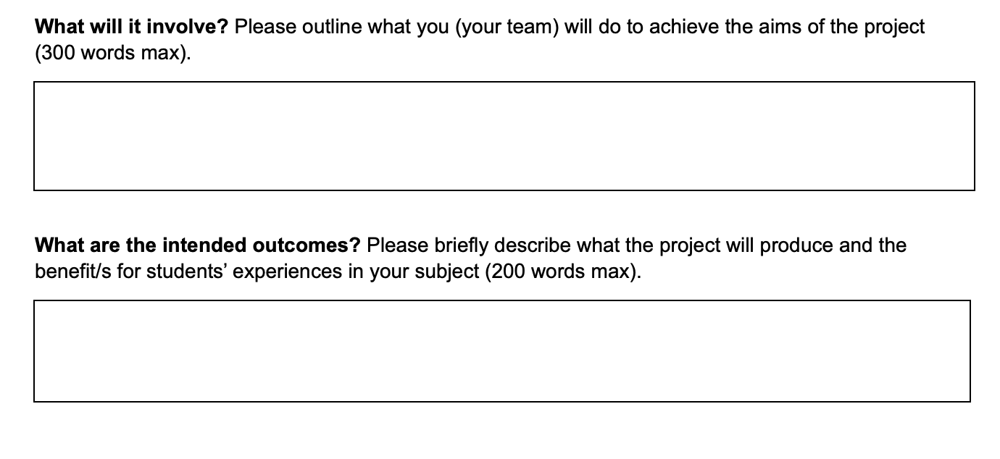 What will it involve? Please outline what you (your team) will do to achieve the aims of the project
(300 words max).
What are the intended outcomes? Please briefly describe what the project will produce and the
benefit/s for students’ experiences in your subject (200 words max).